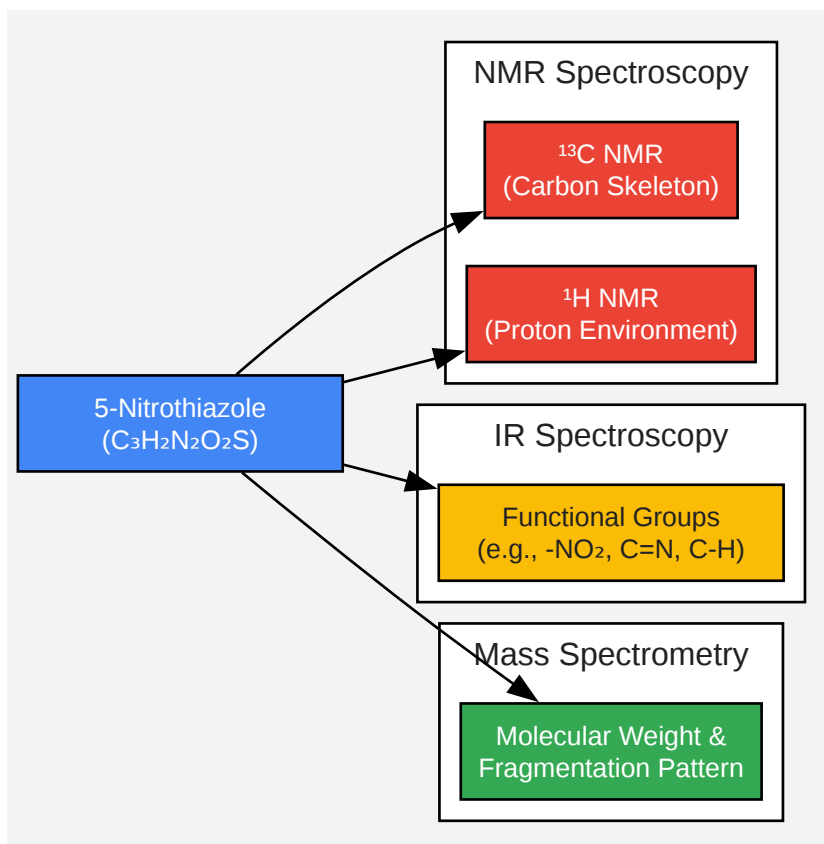 NMR Spectroscopy
¹³C NMR
(Carbon Skeleton)
¹H NMR
(Proton Environment)
5-Nitrothiazole
(C₃H₂N₂O₂S)
IR Spectroscopy
Functional Groups
(e.g., -NO₂, C=N, C-H)
Mass Spectrometry
Molecular Weight &
Fragmentation Pattern